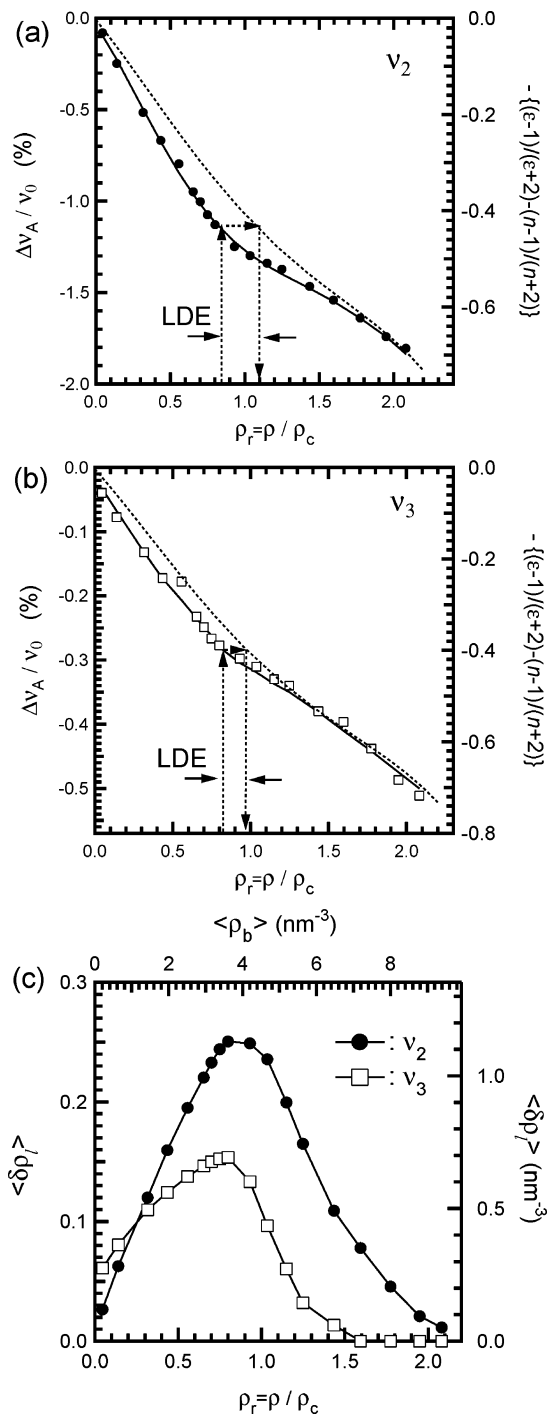 (a)
ν2
0.0
-0.5
-1.0
-1.5
-2.0
ΔνA / ν0 (%)
0.0
-0.2
-0.4
-0.6
- {(ε-1)/(ε+2)-(n-1)/(n+2)}
LDE
0.0 0.5 1.0 1.5 2.0
ρr=ρ / ρc
(b)
ν3
0.0
-0.1
-0.2
-0.3
-0.4
-0.5
ΔνA / ν0 (%)
0.0
-0.2
-0.4
-0.6
-0.8
- {(ε-1)/(ε+2)-(n-1)/(n+2)}
LDE
0.0 0.5 1.0 1.5 2.0
ρr=ρ / ρc
<ρb> (nm-3)
(c)
0 2 4 6 8
0.3
0.2
0.1
0.0
<δρl>
: ν2
: ν3
1.0
0.5
0.0
<δρl> (nm-3)
0.0 0.5 1.0 1.5 2.0
ρr=ρ / ρc